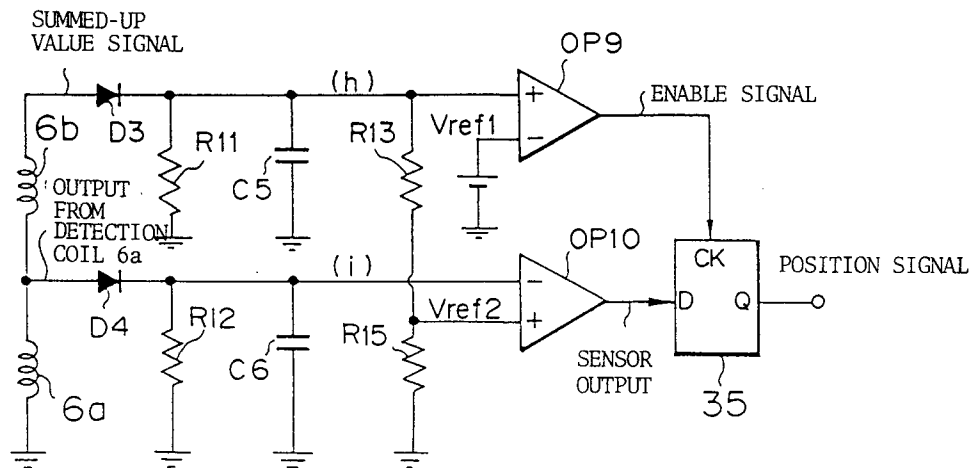 SUMMED-UP
VALUE SIGNAL
OP9
(h)
ENABLE SIGNAL
D3
6b
R11
C5
R13
Vref1
+
-
OUTPUT
FROM
DETECTION
COIL 6a
OP10
CK
POSITION SIGNAL
(i)
D4
R12
C6
R15
Vref2
-
+
D
Q
SENSOR
OUTPUT
35
6a